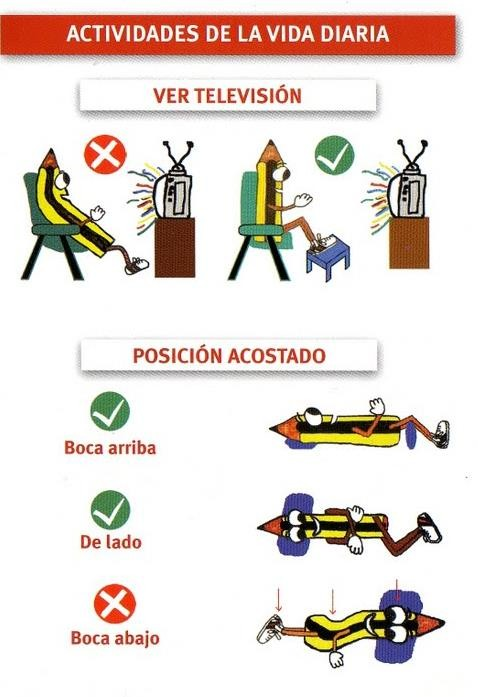 ACTIVIDADES DE LA VIDA DIARIA
VER TELEVISIÓN
POSICIÓN ACOSTADO
Boca arriba
De lado
Boca abajo